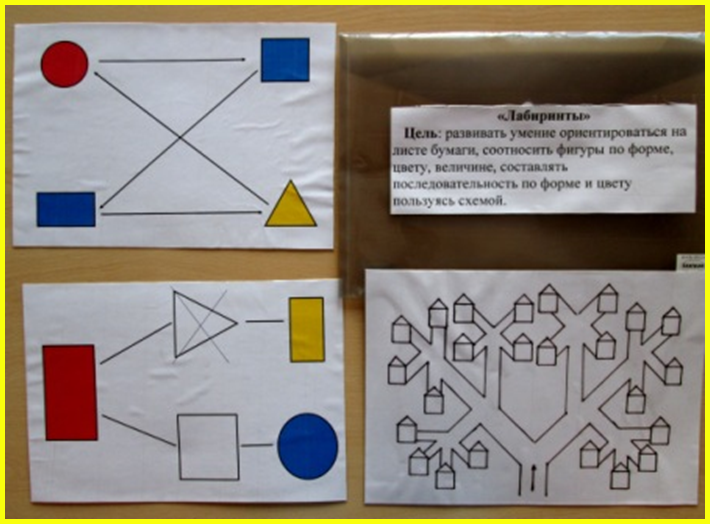 «Лабиринты»
Цель: развивать умение ориентироваться на
листе бумаги, соотносить фигуры по форме,
цвету, величине, составлять
последовательность по форме и цвету
пользуясь схемой.